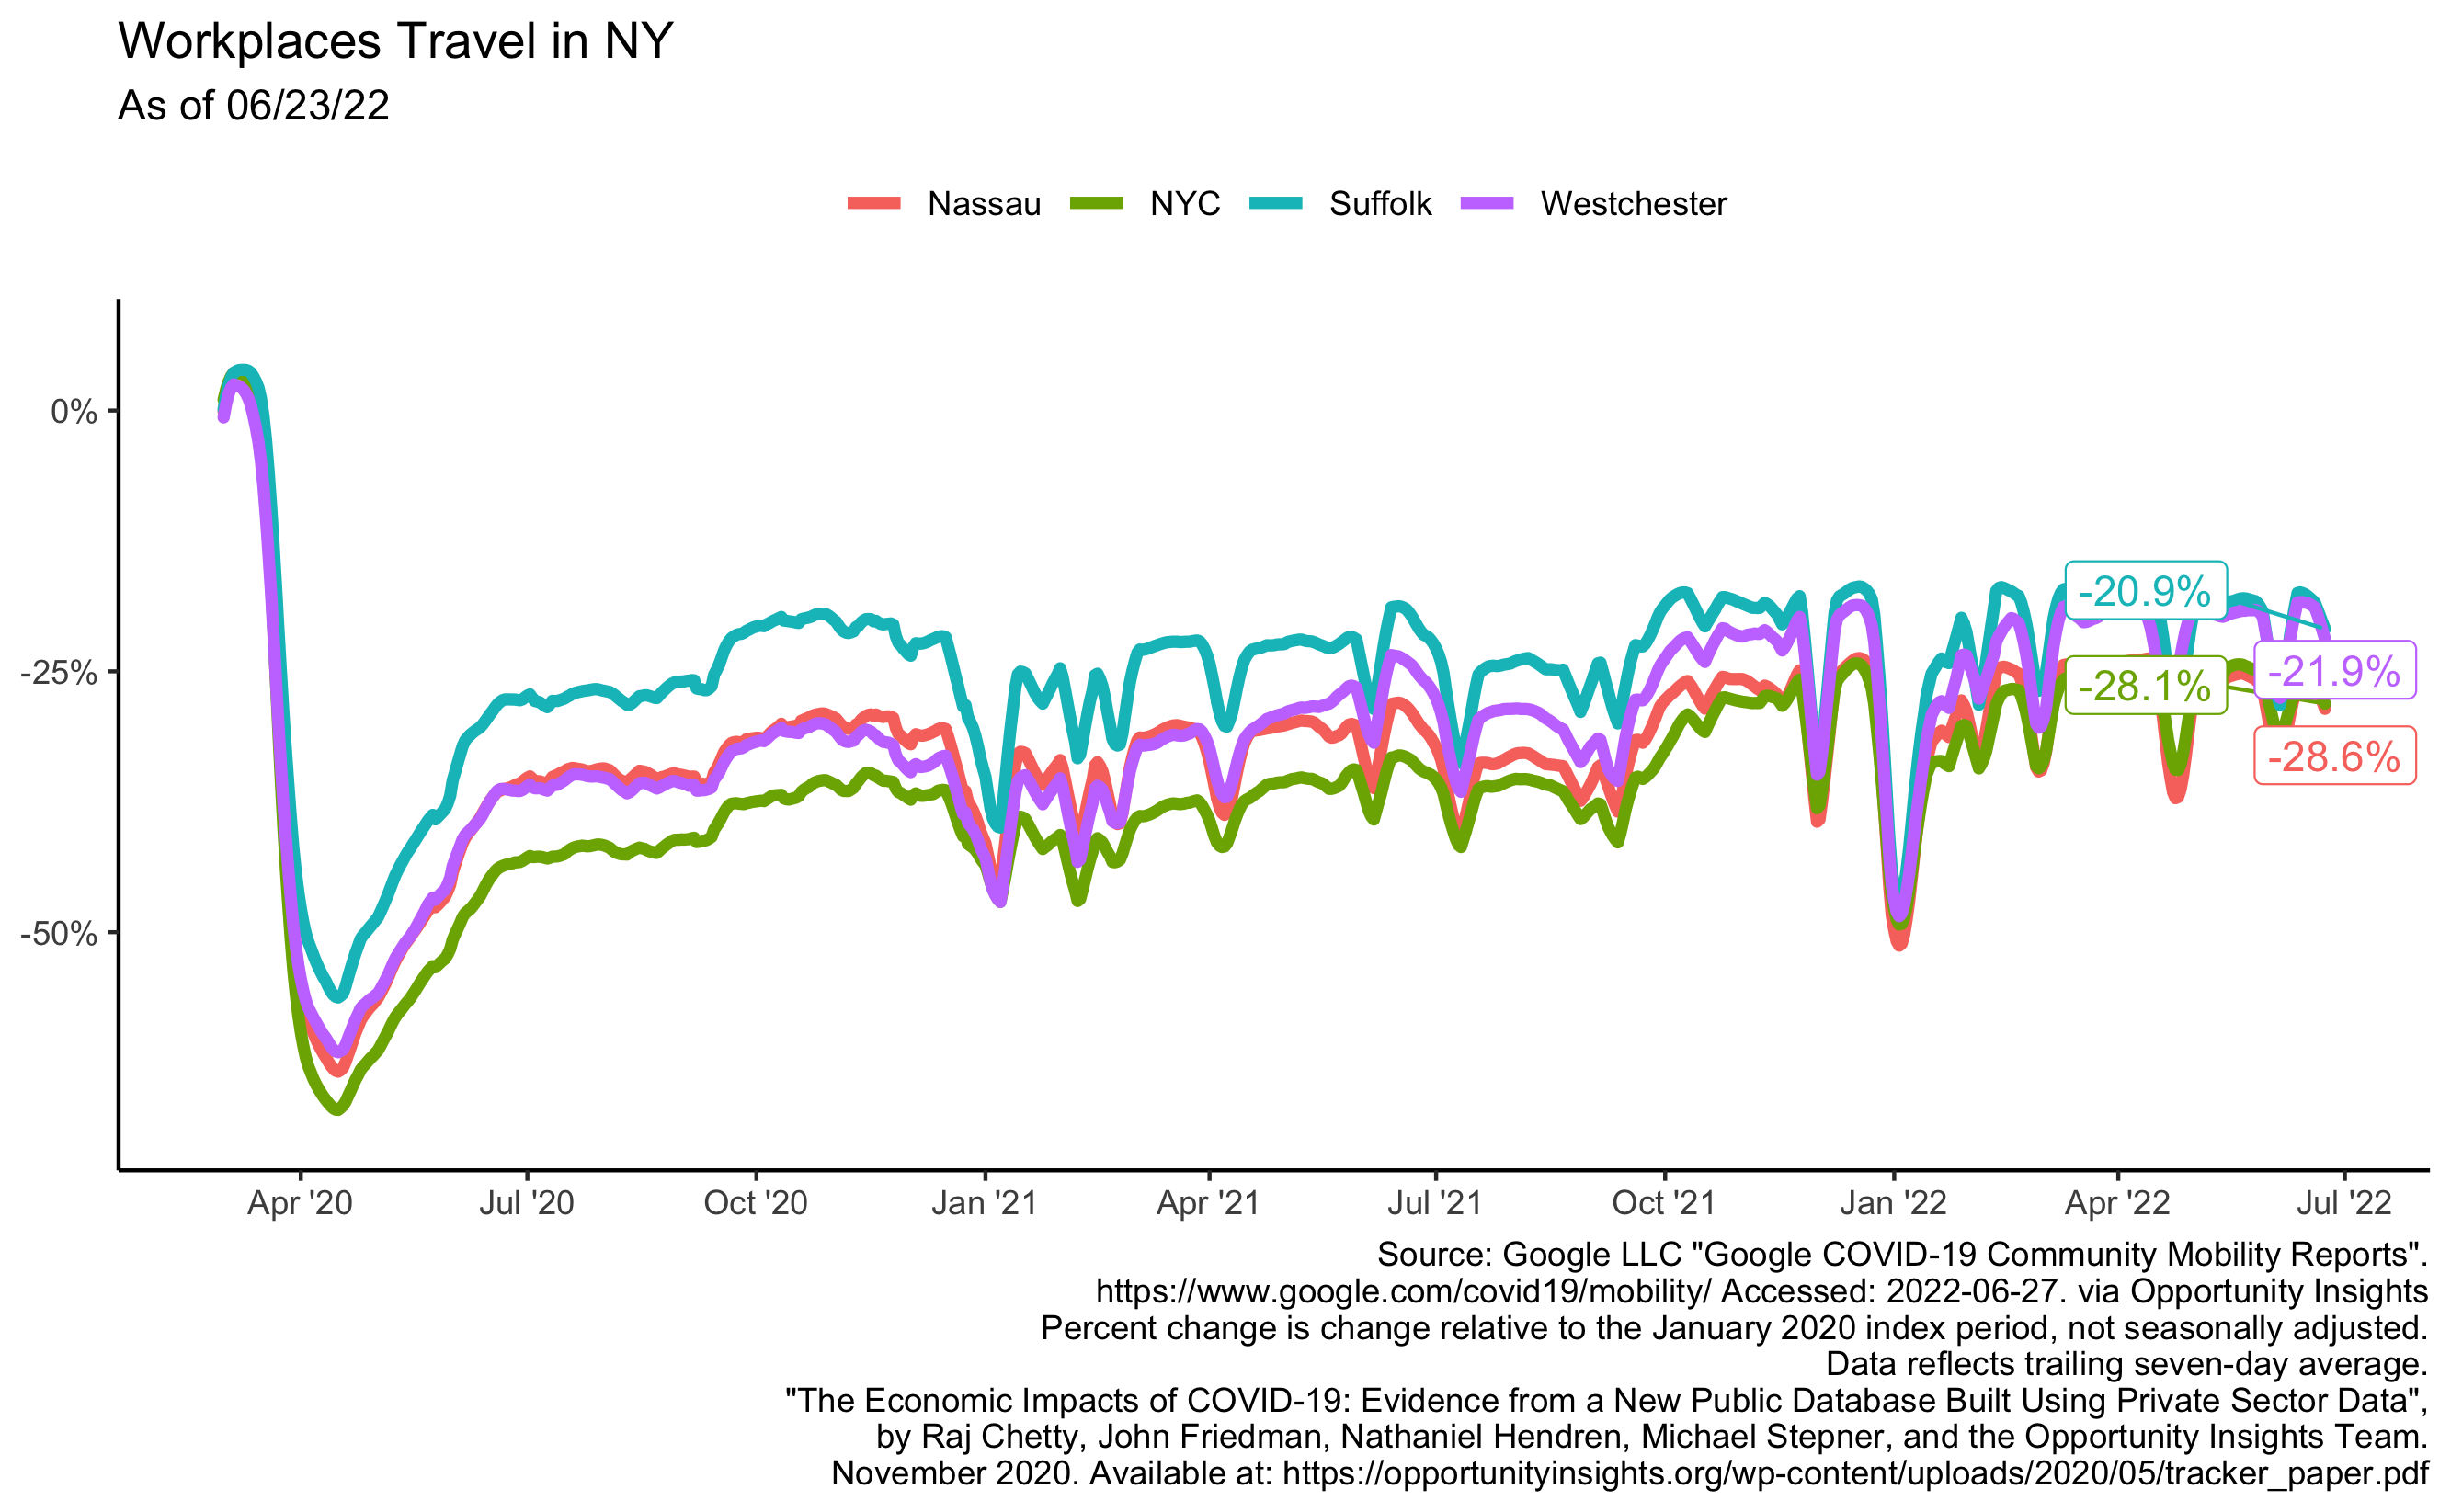 Workplaces Travel in NY
As of 06/23/22
Nassau NYC Suffolk Westchester
0%
-25%
-50%
-20.9%
-21.9%
-28.1%
-28.6%
Apr '20 Jul '20 Oct '20 Jan '21 Apr '21 Jul '21 Oct '21 Jan '22 Apr '22 Jul '22
Source: Google LLC "Google COVID-19 Community Mobility Reports".
https://www.google.com/covid19/mobility/ Accessed: 2022-06-27. via Opportunity Insights
Percent change is change relative to the January 2020 index period, not seasonally adjusted.
Data reflects trailing seven-day average.
"The Economic Impacts of COVID-19: Evidence from a New Public Database Built Using Private Sector Data",
by Raj Chetty, John Friedman, Nathaniel Hendren, Michael Stepner, and the Opportunity Insights Team.
November 2020. Available at: https://opportunityinsights.org/wp-content/uploads/2020/05/tracker_paper.pdf